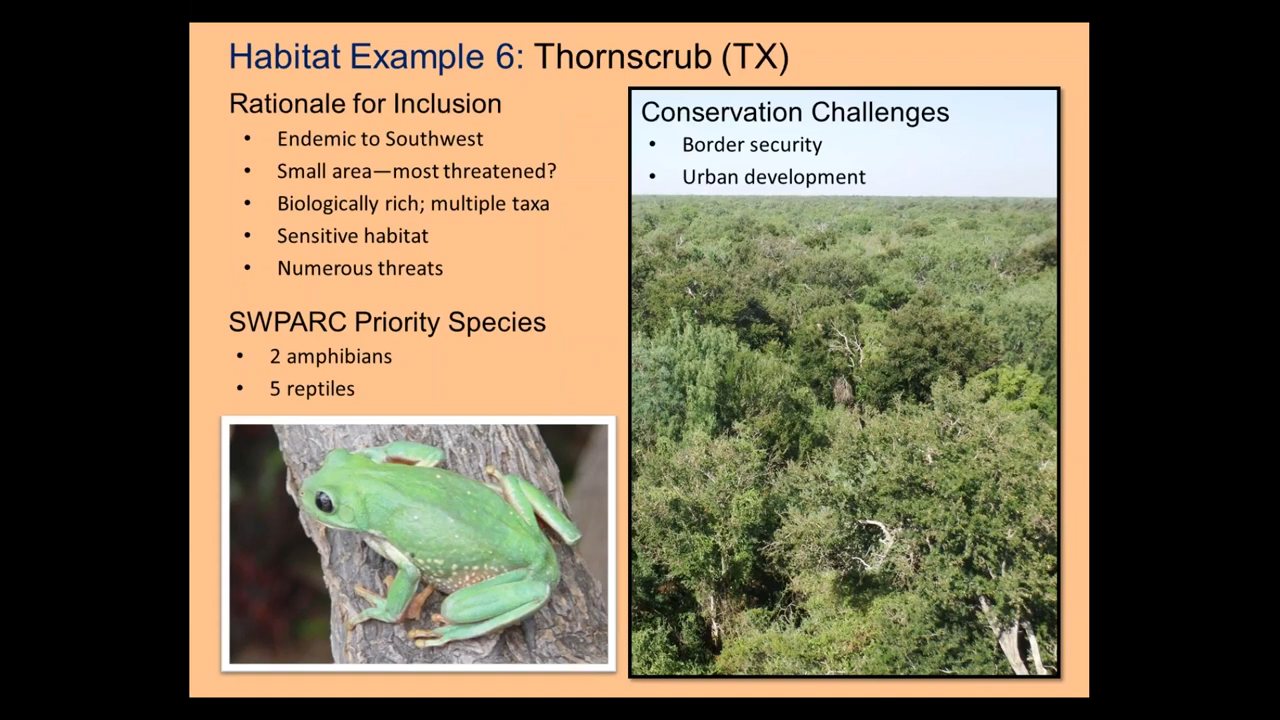 Habitat Example 6: Thornscrub (TX)
Rationale for Inclusion
• Endemic to Southwest
• Small area—most threatened?
• Biologically rich; multiple taxa
• Sensitive habitat
• Numerous threats
SWPARC Priority Species
• 2 amphibians
• 5 reptiles
Conservation Challenges
• Border security
• Urban development